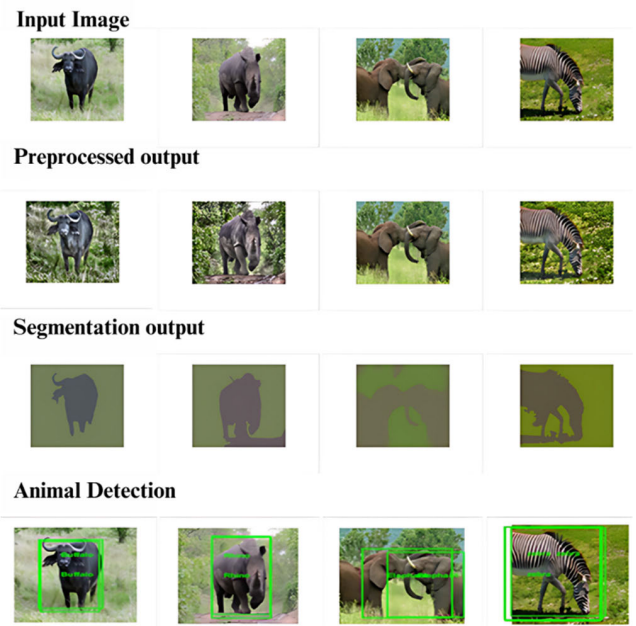 Input Image
Preprocessed output
Segmentation output
Animal Detection